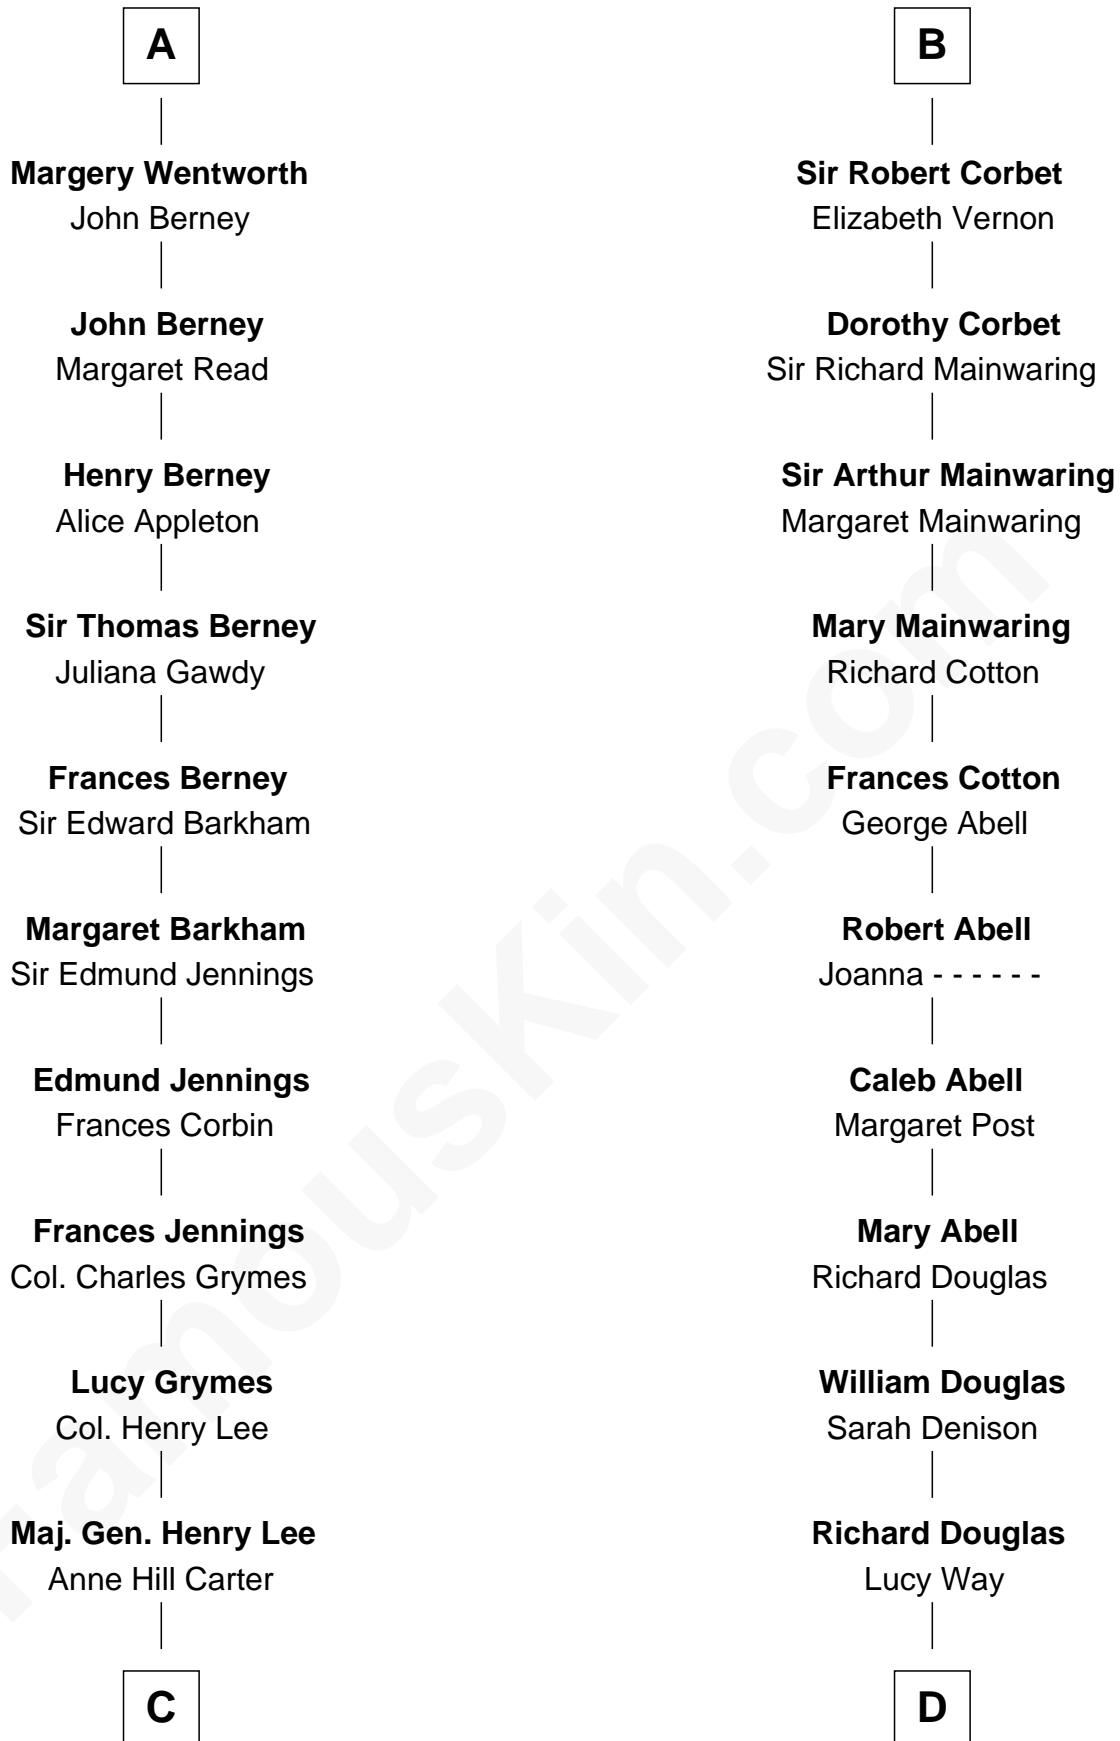 A
Margery Wentworth
John Berney
John Berney
Margaret Read
Henry Berney
Alice Appleton
Sir Thomas Berney
Juliana Gawdy
Frances Berney
Sir Edward Barkham
Margaret Barkham
Sir Edmund Jennings
Edmund Jennings
Frances Corbin
Frances Jennings
Col. Charles Grymes
Lucy Grymes
Col. Henry Lee
Maj. Gen. Henry Lee
Anne Hill Carter
C
B
Sir Robert Corbet
Elizabeth Vernon
Dorothy Corbet
Sir Richard Mainwaring
Sir Arthur Mainwaring
Margaret Mainwaring
Mary Mainwaring
Richard Cotton
Frances Cotton
George Abell
Robert Abell
Joanna - - - - - -
Caleb Abell
Margaret Post
Mary Abell
Richard Douglas
William Douglas
Sarah Denison
Richard Douglas
Lucy Way
D
FamousKin.com